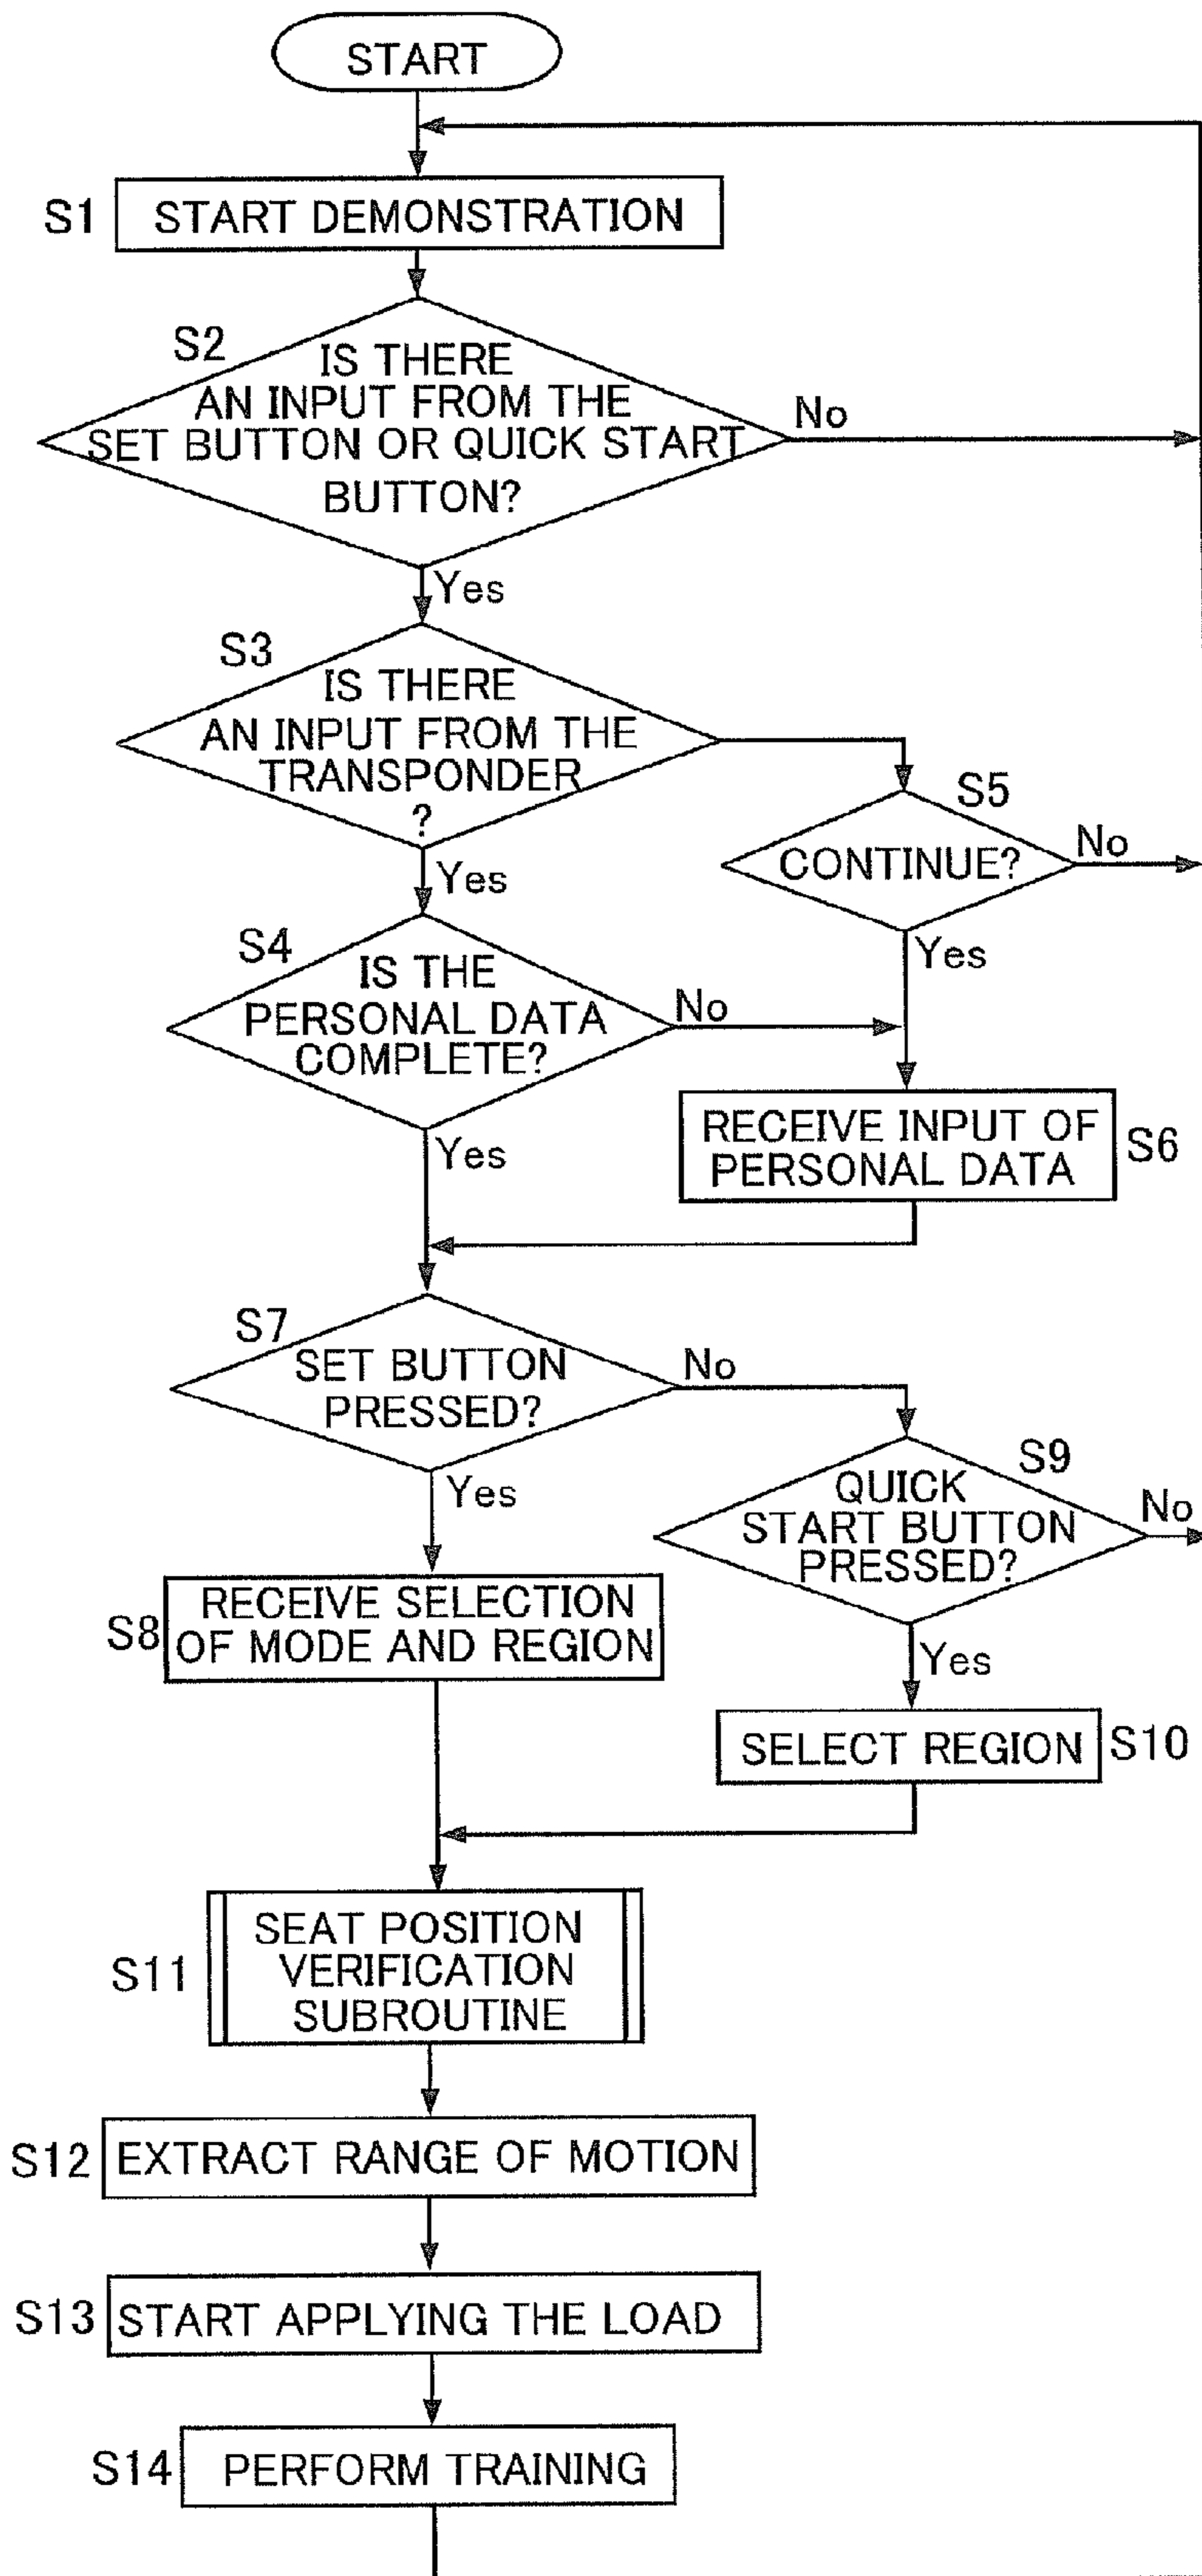 START
S1 START DEMONSTRATION
S2
IS THERE
AN INPUT FROM THE
SET BUTTON OR QUICK START
BUTTON?
No
Yes
S3
IS THERE
AN INPUT FROM THE
TRANSPONDER
?
Yes
S5
CONTINUE?
No
Yes
S4
IS THE
PERSONAL DATA
COMPLETE?
No
Yes
RECEIVE INPUT OF
PERSONAL DATA
S6
S7
SET BUTTON
PRESSED?
No
Yes
S9
QUICK
START BUTTON
PRESSED?
No
Yes
S8
RECEIVE SELECTION
OF MODE AND REGION
SELECT REGION S10
S11
SEAT POSITION
VERIFICATION
SUBROUTINE
S12 EXTRACT RANGE OF MOTION
S13 START APPLYING THE LOAD
S14 PERFORM TRAINING